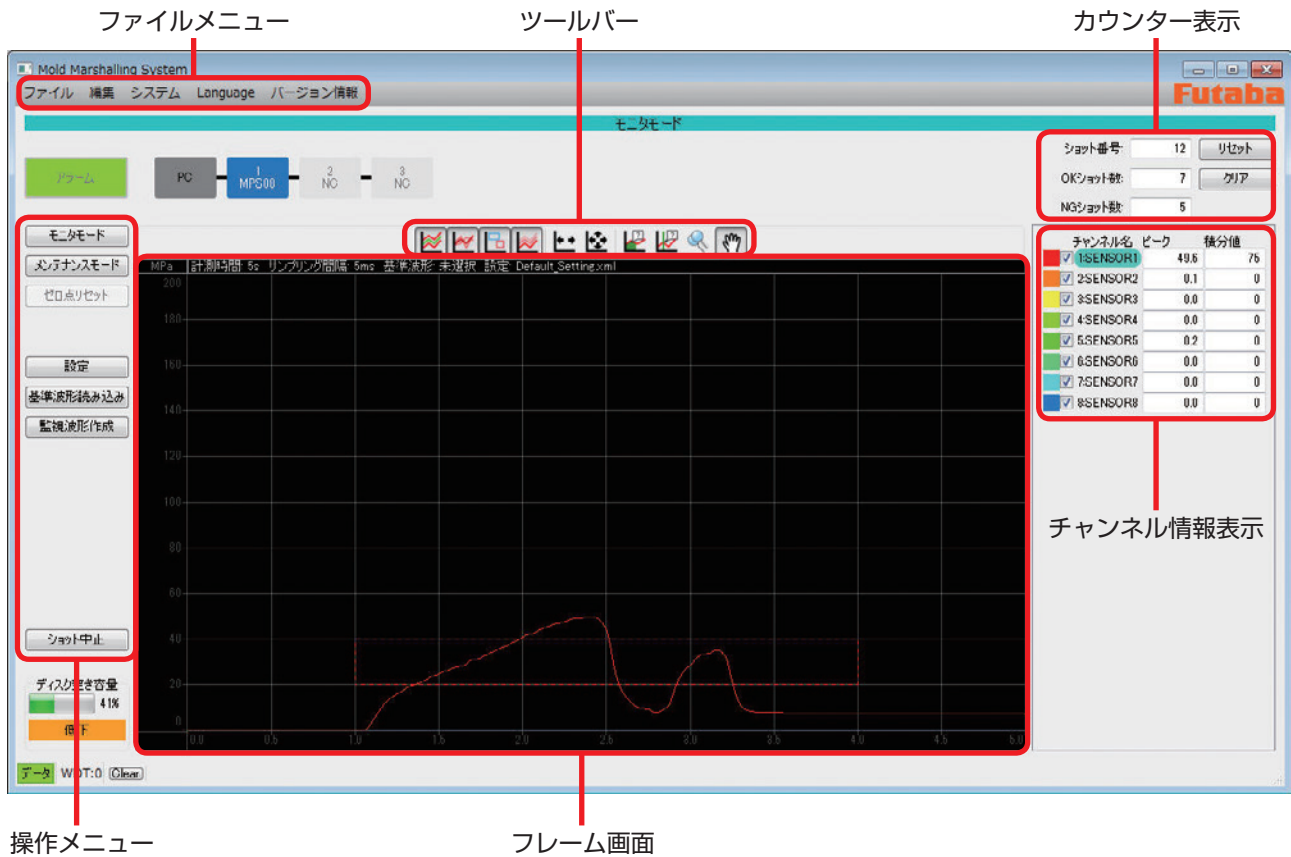 ファイルメニュー
ツールバー
カウンター表示
Mold Marshalling System
ファイル 編集 システム Language バージョン情報
Futaba
モニタモード
アラーム
PC
1
MPS08
2
NC
3
NC
ショット番号: 12 リセット
OKショット数: 7 クリア
NGショット数: 5
モニタモード
メンテナンスモード
ゼロ点リセット
設定
基準波形読み込み
監視波形作成
ショット中止
ディスク空き容量
41%
低下
データ WDT:0 Clear
MPa 計測時間: 5s サンプリング間隔: 5ms 基準波形: 未選択 設定: Default_Setting.xml
200
180
160
140
120
100
80
60
40
20
0
0.0 0.5 1.0 1.5 2.0 2.5 3.0 3.5 4.0 4.5 5.0
チャンネル名 ピーク 積分値
1:SENSOR1 49.6 76
2:SENSOR2 0.1 0
3:SENSOR3 0.0 0
4:SENSOR4 0.0 0
5:SENSOR5 0.2 0
6:SENSOR6 0.0 0
7:SENSOR7 0.0 0
8:SENSOR8 0.0 0
チャンネル情報表示
操作メニュー
フレーム画面